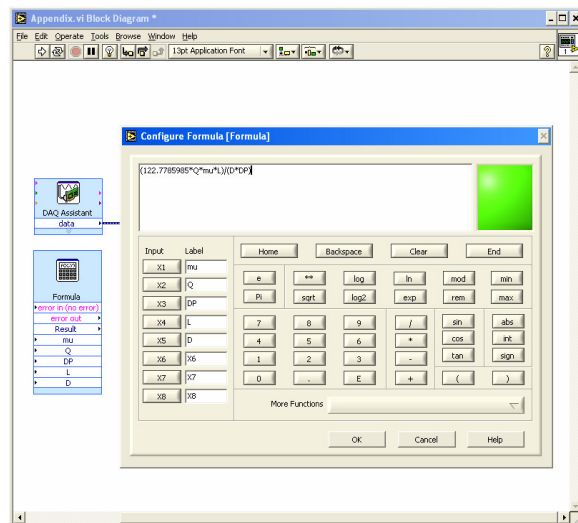 Appendix.vi Block Diagram *
File Edit Operate Tools Browse Window Help
13pt Application Font
?
1
Configure Formula [Formula]
(122.7785985*Q*mu*L)/(D*DP)
DAQ Assistant
data
Formula
error in (no error)
error out
Result
mu
Q
DP
L
D
Input Label
X1 mu
X2 Q
X3 DP
X4 L
X5 D
X6 X6
X7 X7
X8 X8
Home Backspace Clear End
e ** log ln mod min
Pi sqrt log2 exp rem max
7 8 9 / sin abs
4 5 6 * cos int
1 2 3 - tan sign
0 . E + ( )
More Functions
OK Cancel Help